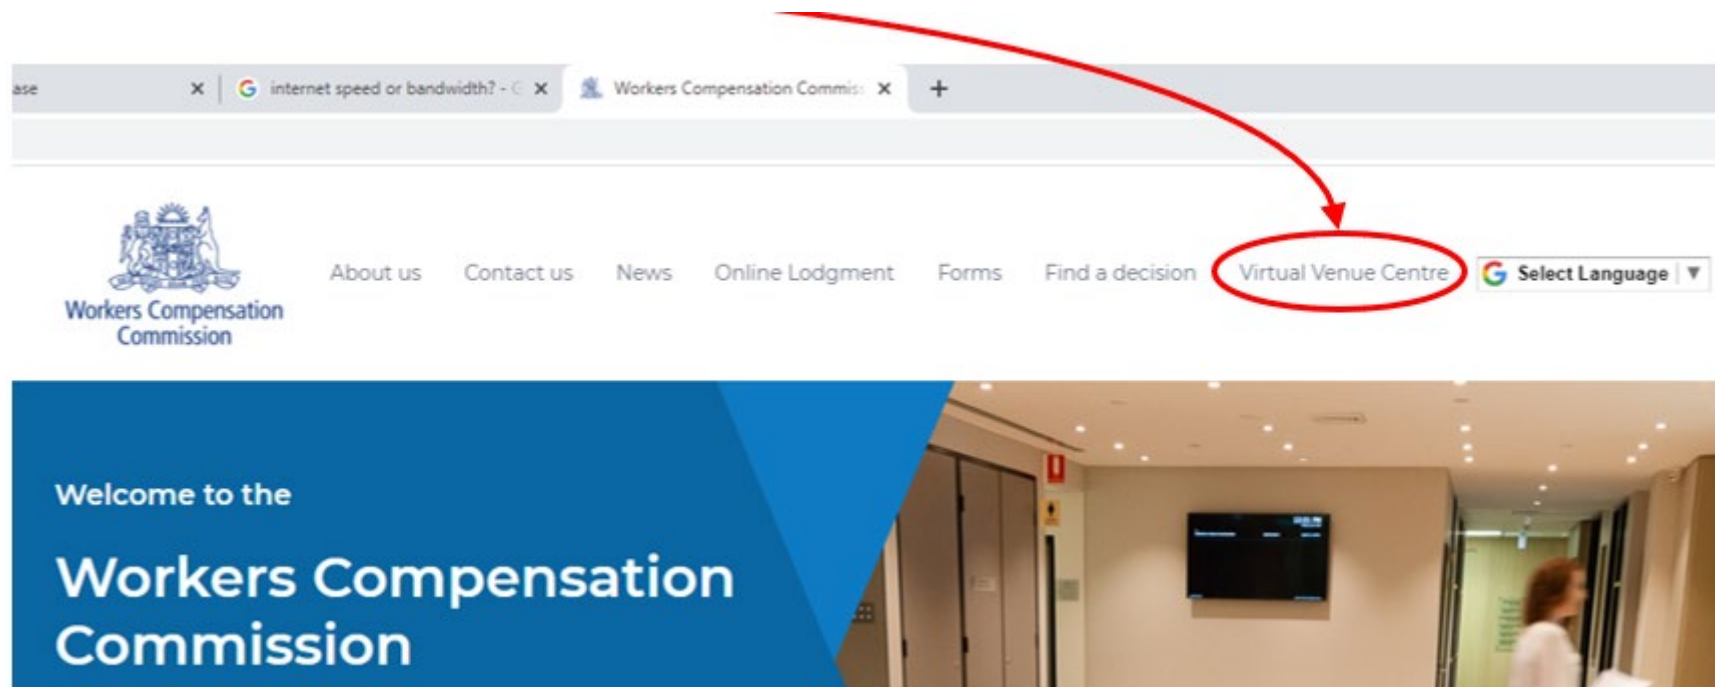 ase
internet speed or bandwidth? - G
Workers Compensation Commis
Workers Compensation
Commission
About us Contact us News Online Lodgment Forms Find a decision Virtual Venue Centre Select Language
Welcome to the
Workers Compensation
Commission